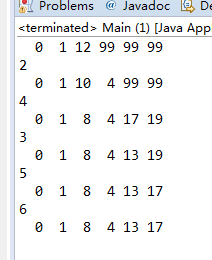 Problems @ Javadoc De
<terminated> Main (1) [Java App
0 1 12 99 99 99
2
0 1 10 4 99 99
4
0 1 8 4 17 19
3
0 1 8 4 13 19
5
0 1 8 4 13 17
6
0 1 8 4 13 17